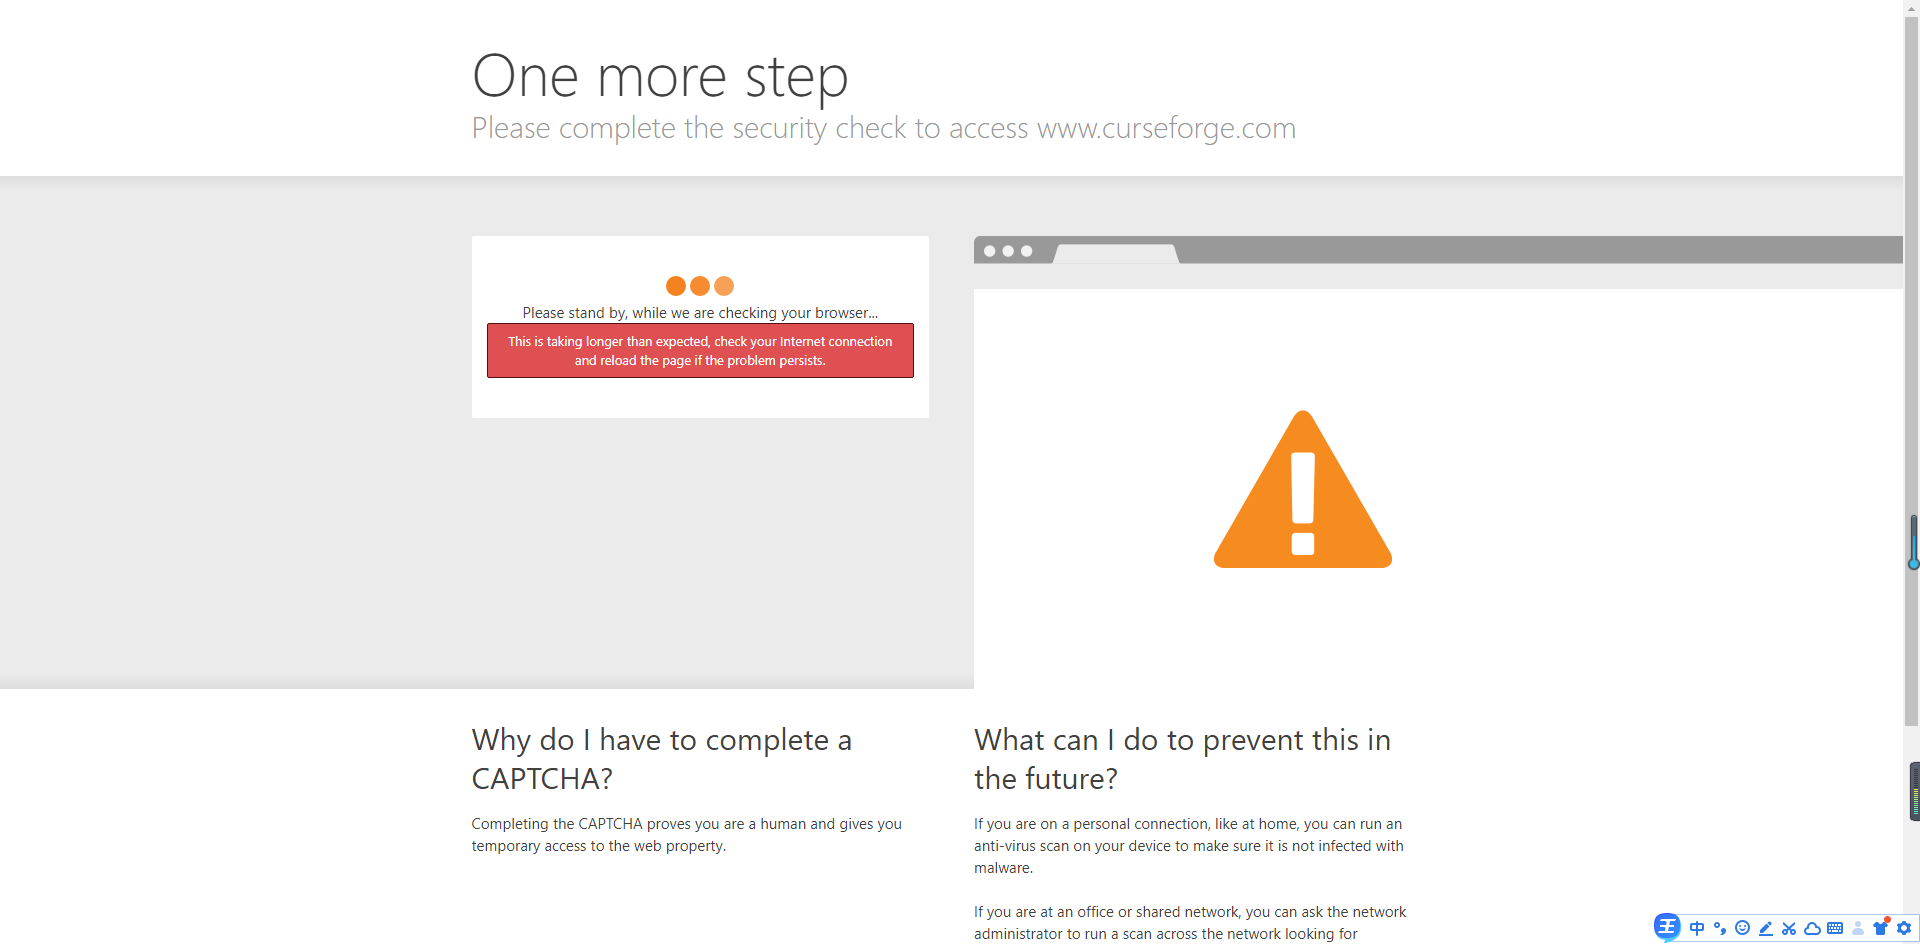 One more step
Please complete the security check to access www.curseforge.com
Please stand by, while we are checking your browser...
This is taking longer than expected, check your Internet connection
and reload the page if the problem persists.
Why do I have to complete a
CAPTCHA?
Completing the CAPTCHA proves you are a human and gives you
temporary access to the web property.
What can I do to prevent this in
the future?
If you are on a personal connection, like at home, you can run an
anti-virus scan on your device to make sure it is not infected with
malware.
If you are at an office or shared network, you can ask the network
administrator to run a scan across the network looking for
王 中